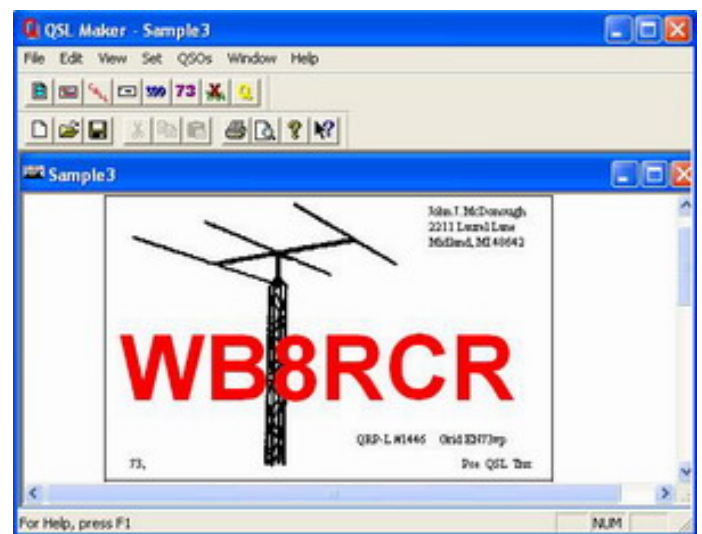 QSL Maker - Sample3
File Edit View Set QSOs Window Help
599 73
Sample3
John J. McDonough
2211 Laurel Lane
Midland, MI 48642
WB8RCR
QRP-L #1446 Grid EN73wp
73, Pse QSL Tnx
For Help, press F1 NUM